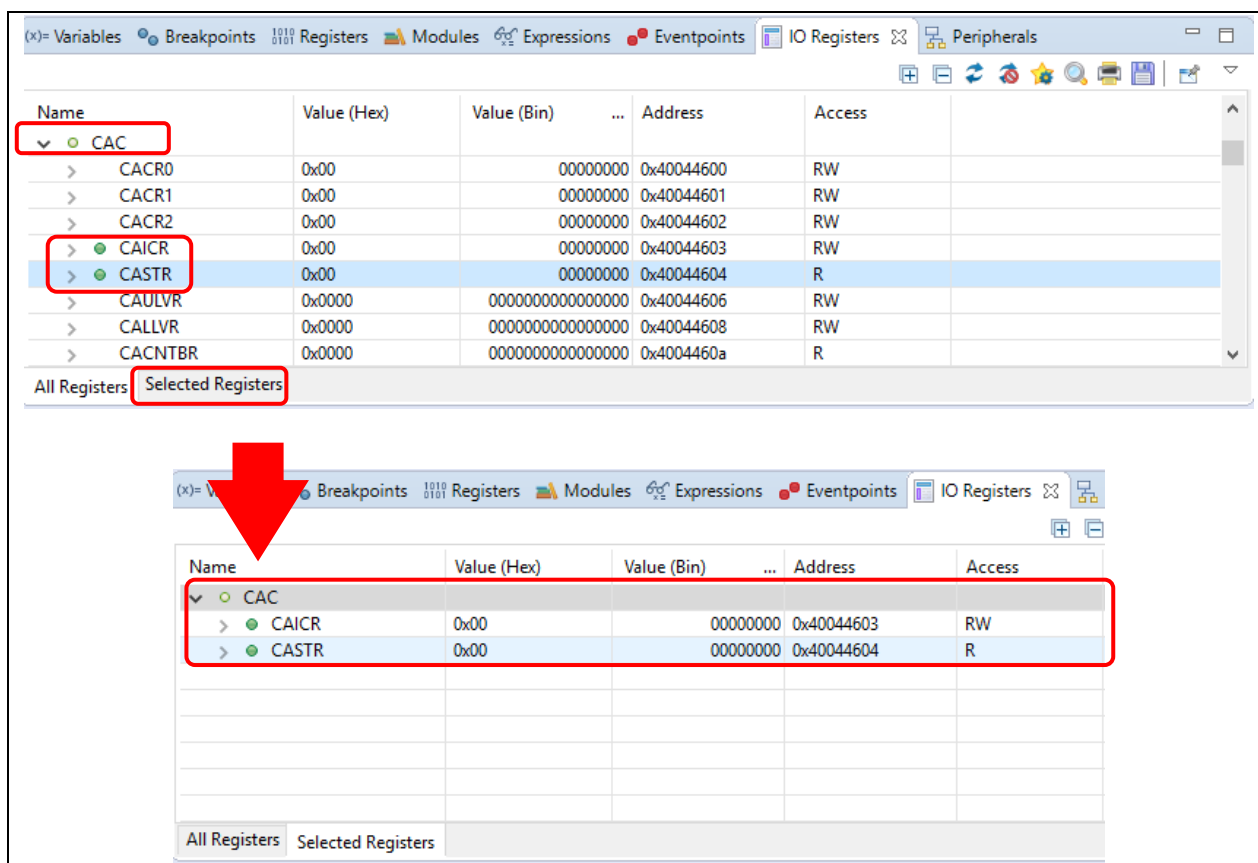 (x)= Variables Breakpoints 1010 0101 Registers Modules Expressions Eventpoints IO Registers Peripherals
Name Value (Hex) Value (Bin) ... Address Access
CAC
CACR0 0x00 00000000 0x40044600 RW
CACR1 0x00 00000000 0x40044601 RW
CACR2 0x00 00000000 0x40044602 RW
CAICR 0x00 00000000 0x40044603 RW
CASTR 0x00 00000000 0x40044604 R
CAULVR 0x0000 0000000000000000 0x40044606 RW
CALLVR 0x0000 0000000000000000 0x40044608 RW
CACNTBR 0x0000 0000000000000000 0x4004460a R
All Registers Selected Registers
(x)= Breakpoints 1010 0101 Registers Modules Expressions Eventpoints IO Registers
Name Value (Hex) Value (Bin) ... Address Access
CAC
CAICR 0x00 00000000 0x40044603 RW
CASTR 0x00 00000000 0x40044604 R
All Registers Selected Registers